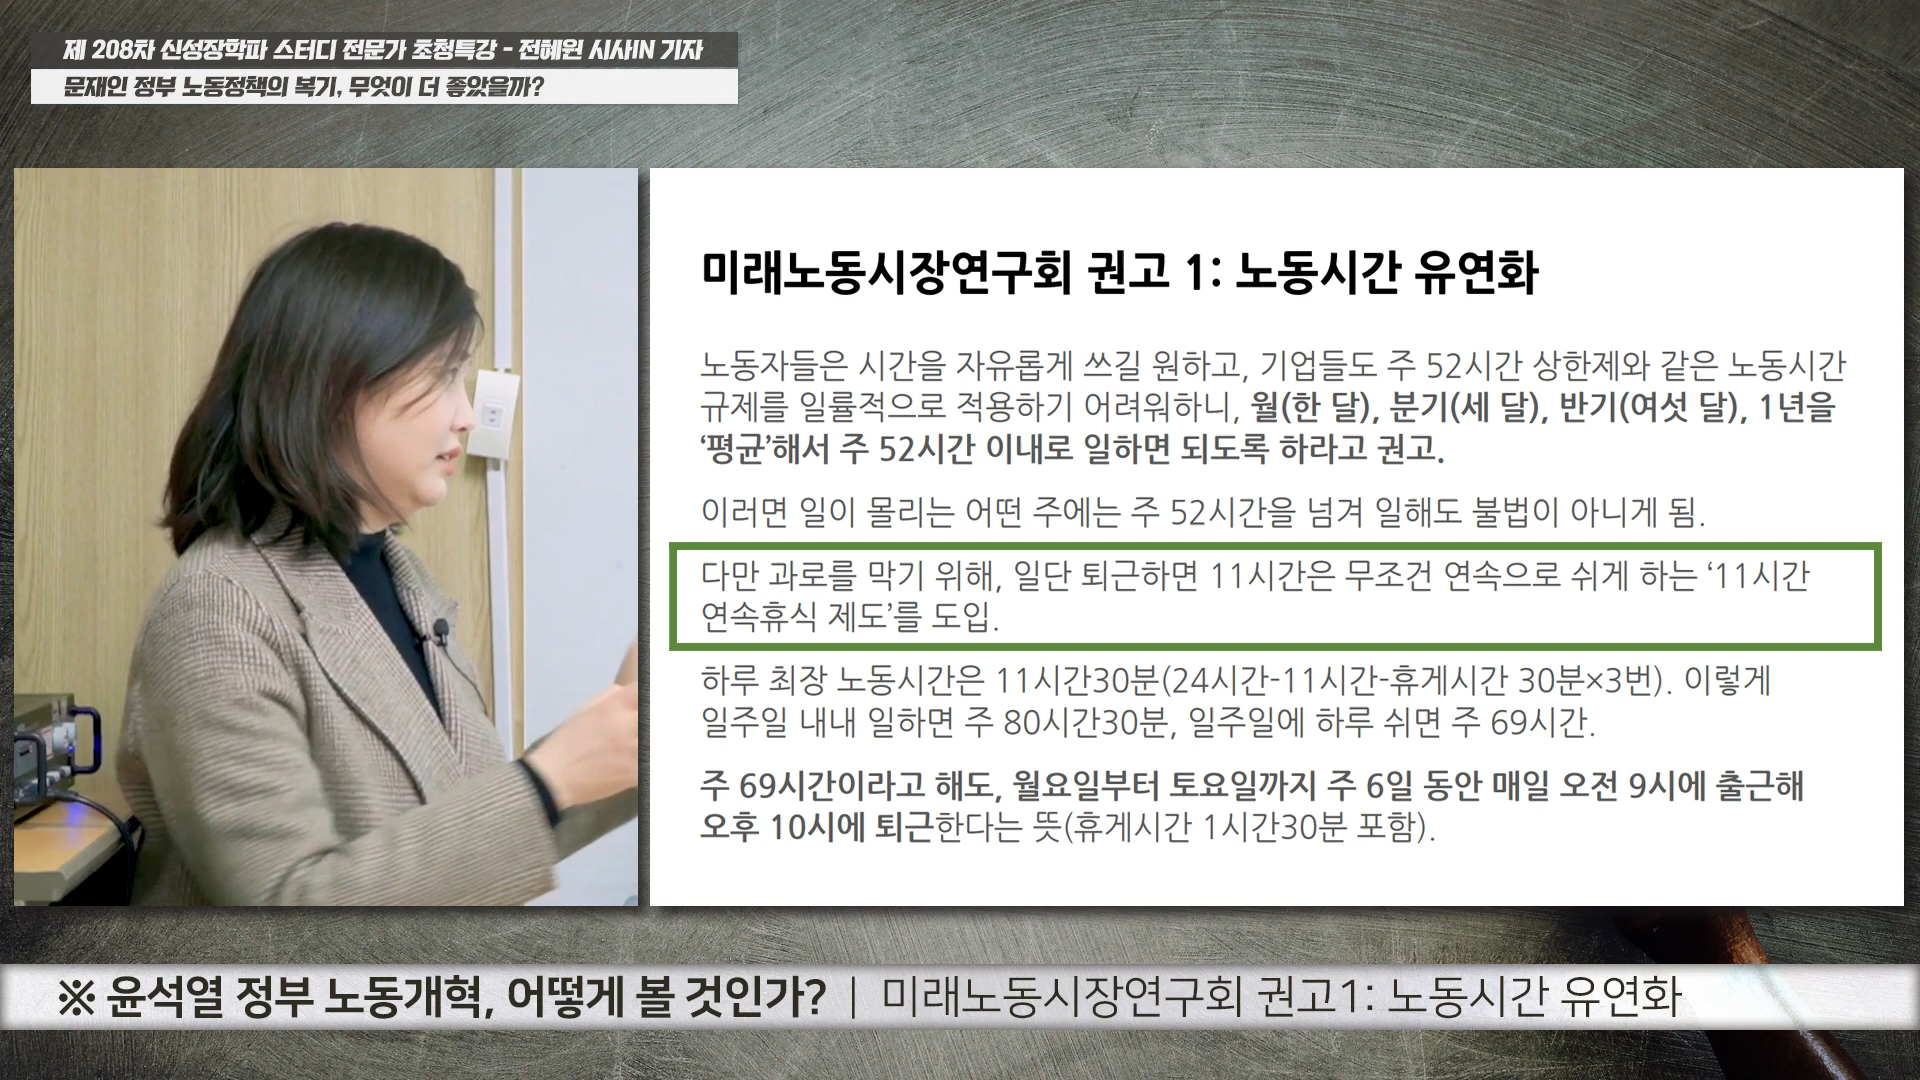 제 208차 신성장학파 스터디 전문가 초청특강 - 전혜원 시사IN 기자
문재인 정부 노동정책의 복기, 무엇이 더 좋았을까?
미래노동시장연구회 권고 1: 노동시간 유연화
노동자들은 시간을 자유롭게 쓰길 원하고, 기업들도 주 52시간 상한제와 같은 노동시간
규제를 일률적으로 적용하기 어려워하니, 월(한 달), 분기(세 달), 반기(여섯 달), 1년을
‘평균’해서 주 52시간 이내로 일하면 되도록 하라고 권고.
이러면 일이 몰리는 어떤 주에는 주 52시간을 넘겨 일해도 불법이 아니게 됨.
다만 과로를 막기 위해, 일단 퇴근하면 11시간은 무조건 연속으로 쉬게 하는 ‘11시간
연속휴식 제도’를 도입.
하루 최장 노동시간은 11시간30분(24시간-11시간-휴게시간 30분×3번). 이렇게
일주일 내내 일하면 주 80시간30분, 일주일에 하루 쉬면 주 69시간.
주 69시간이라고 해도, 월요일부터 토요일까지 주 6일 동안 매일 오전 9시에 출근해
오후 10시에 퇴근한다는 뜻(휴게시간 1시간30분 포함).
※ 윤석열 정부 노동개혁, 어떻게 볼 것인가? | 미래노동시장연구회 권고1: 노동시간 유연화